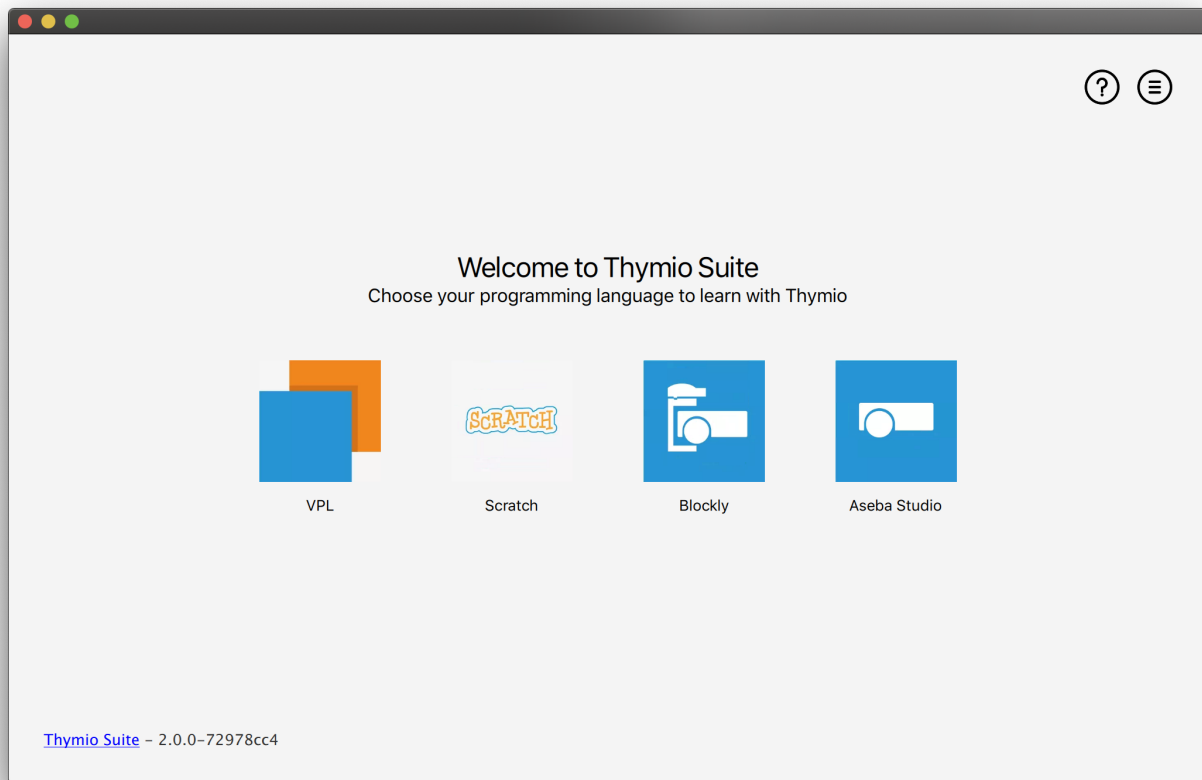 ?
Welcome to Thymio Suite
Choose your programming language to learn with Thymio
SCRATCH
VPL
Scratch
Blockly
Aseba Studio
Thymio Suite – 2.0.0-72978cc4